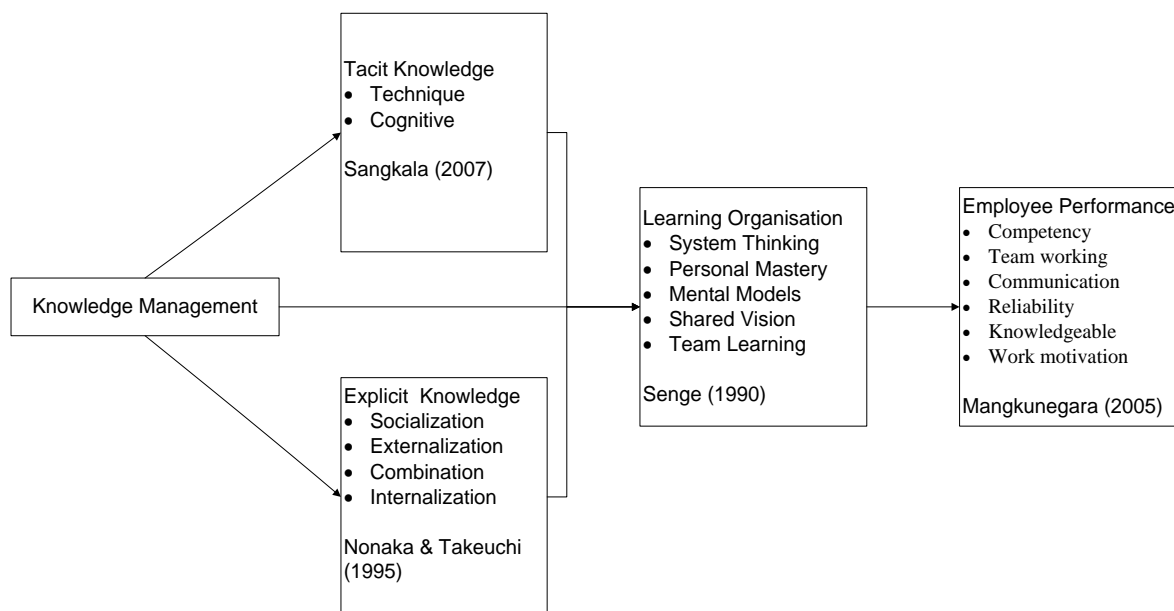 Tacit Knowledge
• Technique
• Cognitive
Sangkala (2007)
Knowledge Management
Explicit Knowledge
• Socialization
• Externalization
• Combination
• Internalization
Nonaka & Takeuchi
(1995)
Learning Organisation
• System Thinking
• Personal Mastery
• Mental Models
• Shared Vision
• Team Learning
Senge (1990)
Employee Performance
• Competency
• Team working
• Communication
• Reliability
• Knowledgeable
• Work motivation
Mangkunegara (2005)